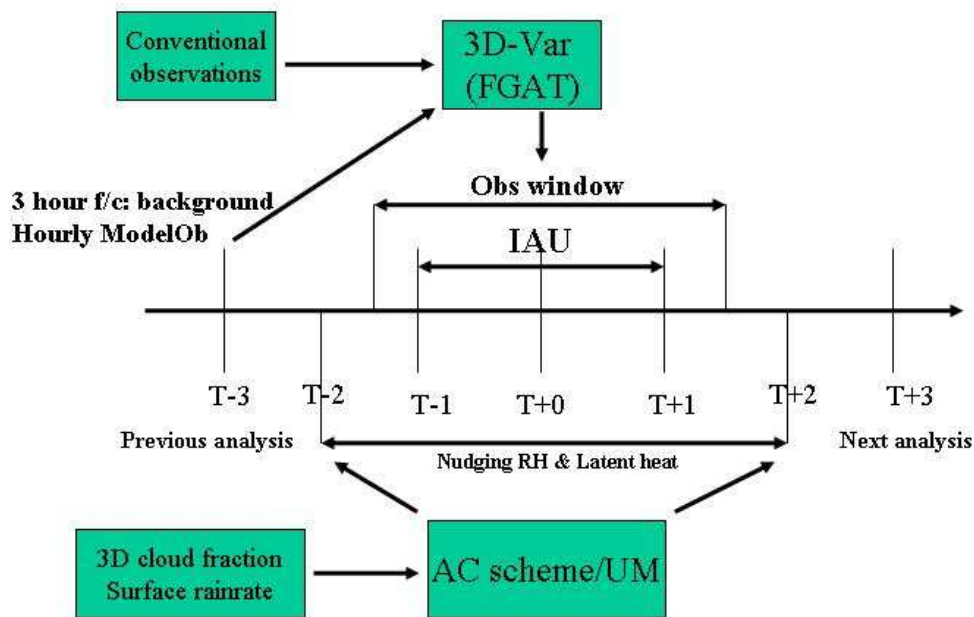 Conventional
observations
3D-Var
(FGAT)
3 hour f/c: background
Hourly ModelOb
Obs window
IAU
T-3
T-2
T-1
T+0
T+1
T+2
T+3
Previous analysis
Next analysis
Nudging RH & Latent heat
3D cloud fraction
Surface rainrate
AC scheme/UM